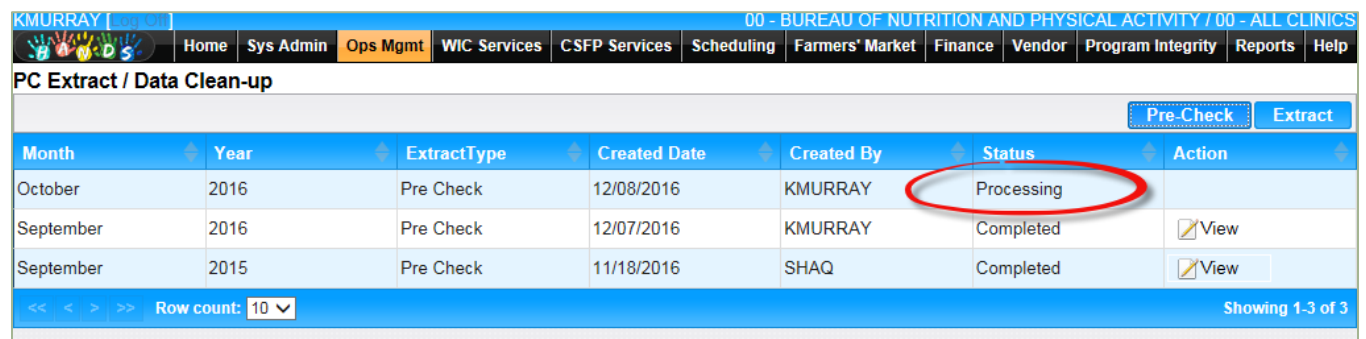 KMURRAY [Log Off] 00 - BUREAU OF NUTRITION AND PHYSICAL ACTIVITY / 00 - ALL CLINICS
HANDS Home Sys Admin Ops Mgmt WIC Services CSFP Services Scheduling Farmers' Market Finance Vendor Program Integrity Reports Help
PC Extract / Data Clean-up
Pre-Check Extract
Month Year ExtractType Created Date Created By Status Action
October 2016 Pre Check 12/08/2016 KMURRAY Processing
September 2016 Pre Check 12/07/2016 KMURRAY Completed View
September 2015 Pre Check 11/18/2016 SHAQ Completed View
<< < > >> Row count: 10 Showing 1-3 of 3